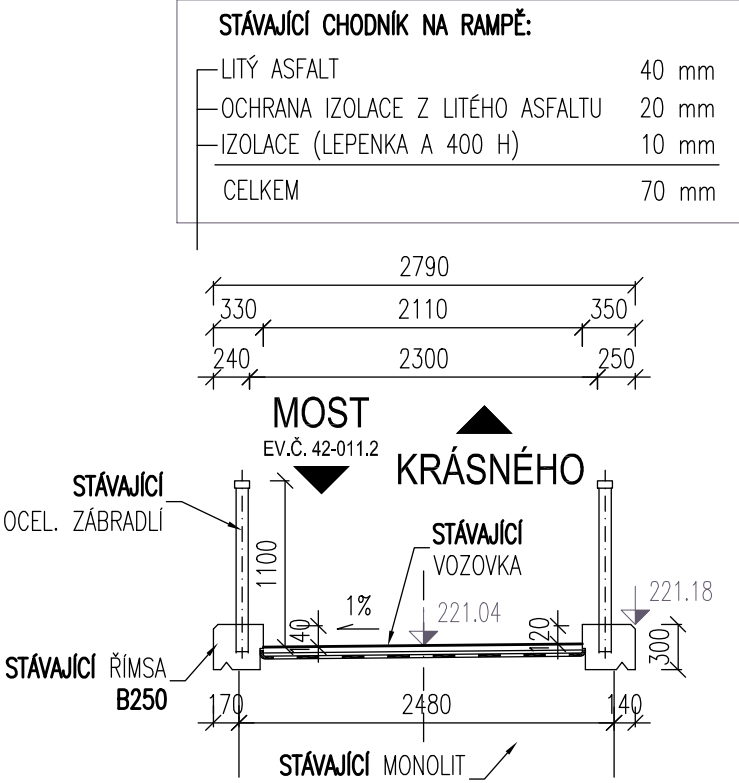 STÁVAJÍCÍ CHODNÍK NA RAMPĚ:
LITÝ ASFALT 40 mm
OCHRANA IZOLACE Z LITÉHO ASFALTU 20 mm
IZOLACE (LEPENKA A 400 H) 10 mm
CELKEM 70 mm
2790
330 2110 350
240 2300 250
MOST
EV.Č. 42-011.2
KRÁSNÉHO
STÁVAJÍCÍ
OCEL. ZÁBRADLÍ
1100
STÁVAJÍCÍ
VOZOVKA
1%
221.04
221.18
140
120
300
STÁVAJÍCÍ ŘÍMSA
B250
170 2480 140
STÁVAJÍCÍ MONOLIT